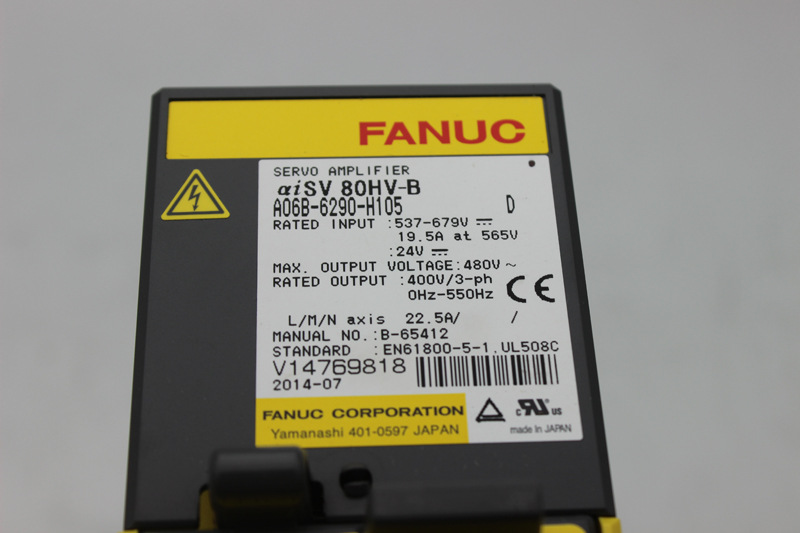 FANUC
SERVO AMPLIFIER
αiSV 80HV-B
A06B-6290-H105 D
RATED INPUT :537-679V ⎓
19.5A at 565V
:24V ⎓
MAX. OUTPUT VOLTAGE:480V ~
RATED OUTPUT :400V/3-ph
0Hz-550Hz
CE
L/M/N axis 22.5A/ /
MANUAL NO.:B-65412
STANDARD :EN61800-5-1,UL508C
V14769818
2014-07
FANUC CORPORATION
Yamanashi 401-0597 JAPAN
c RU us
made in JAPAN